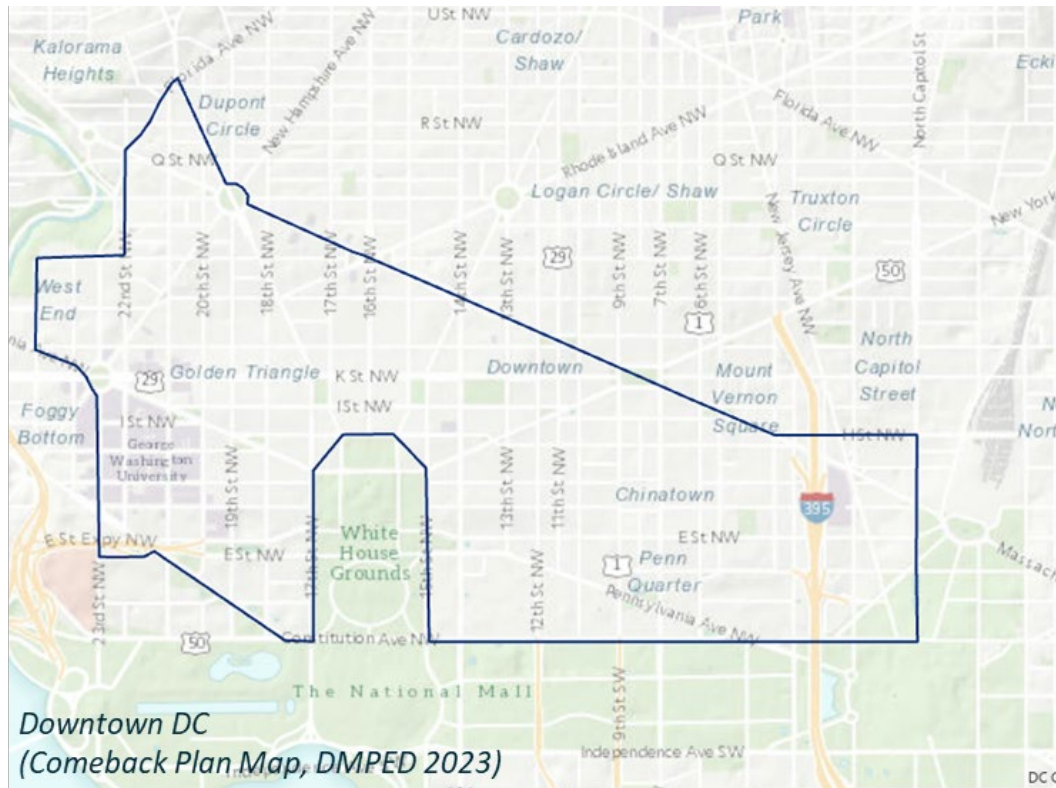 USt NW
Park
Kalorama
Heights
Cardozo/
Shaw
Florida Ave NW
New Hampshire Ave NW
North Capitol St
Ecki
Dupont
Circle
R St NW
Rhode Island Ave NW
Florida Ave NW
Q St NW
Q St NW
Logan Circle/ Shaw
Truxton
Circle
New York
New Jersey Ave NW
22nd St NW
20th St NW
18th St NW
17th St NW
16th St NW
14th St NW
13th St NW
29
9th St NW
7th St NW
6th St NW
50
West
End
1
nia Ave NW
29
Golden Triangle
K St NW
Downtown
Mount
Vernon
Square
North
Capitol
Street
Foggy
Bottom
I St NW
I St NW
H St NW
N
Nort
George
Washington
University
19th St NW
13th St NW
11th St NW
Chinatown
395
E St Expy NW
E St NW
17th St NW
White
House
Grounds
15th St NW
E St NW
1
Penn
Quarter
Massach
23rd St NW
12th St NW
Pennsylvania Ave NW
50
Constitution Ave NW
The National Mall
9th St SW
Independence Ave SW
Downtown DC
(Comeback Plan Map, DMPED 2023)
DC